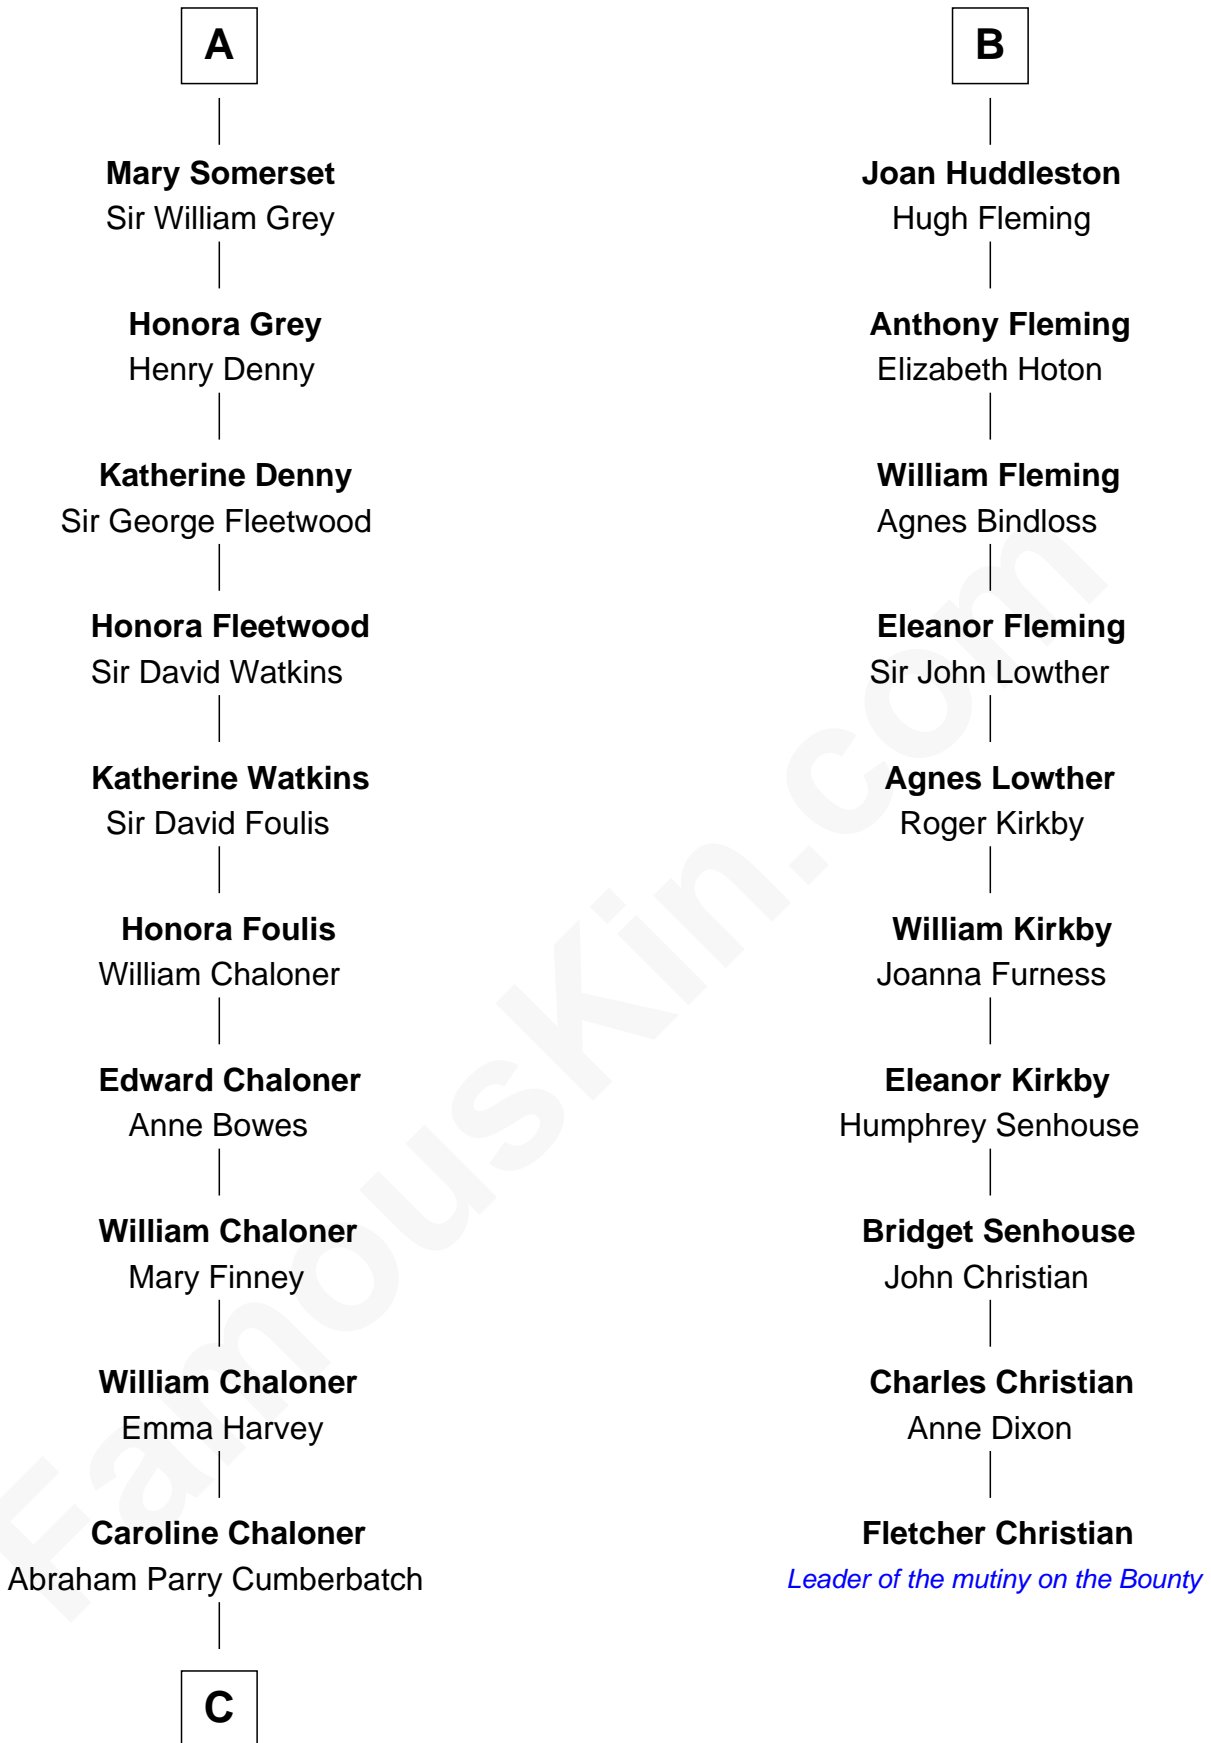 A
Mary Somerset
Sir William Grey
Honora Grey
Henry Denny
Katherine Denny
Sir George Fleetwood
Honora Fleetwood
Sir David Watkins
Katherine Watkins
Sir David Foulis
Honora Foulis
William Chaloner
Edward Chaloner
Anne Bowes
William Chaloner
Mary Finney
William Chaloner
Emma Harvey
Caroline Chaloner
Abraham Parry Cumberbatch
C
B
Joan Huddleston
Hugh Fleming
Anthony Fleming
Elizabeth Hoton
William Fleming
Agnes Bindloss
Eleanor Fleming
Sir John Lowther
Agnes Lowther
Roger Kirkby
William Kirkby
Joanna Furness
Eleanor Kirkby
Humphrey Senhouse
Bridget Senhouse
John Christian
Charles Christian
Anne Dixon
Fletcher Christian
Leader of the mutiny on the Bounty
FamousKin.com